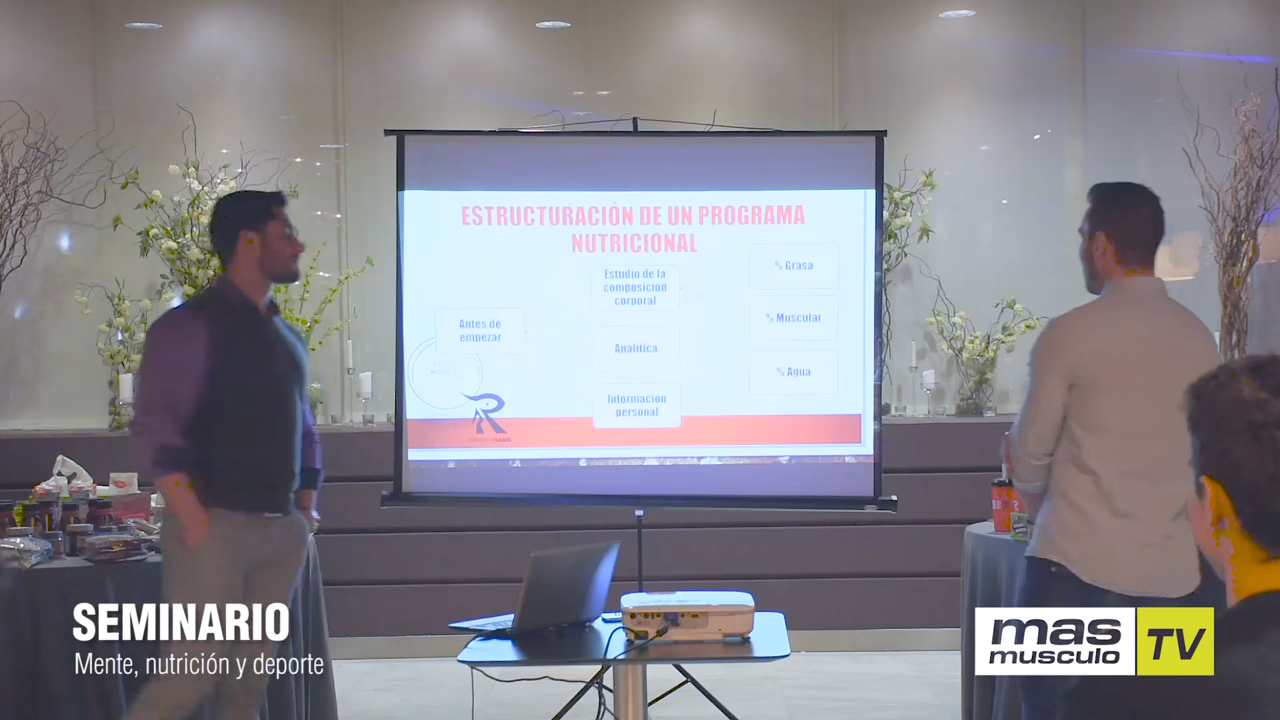 ESTRUCTURACIÓN DE UN PROGRAMA
NUTRICIONAL
Estudio de la
composición
corporal
% Grasa
Antes de
empezar
% Muscular
Analítica
% Agua
Información
personal
SEMINARIO
Mente, nutrición y deporte
mas
musculo
TV